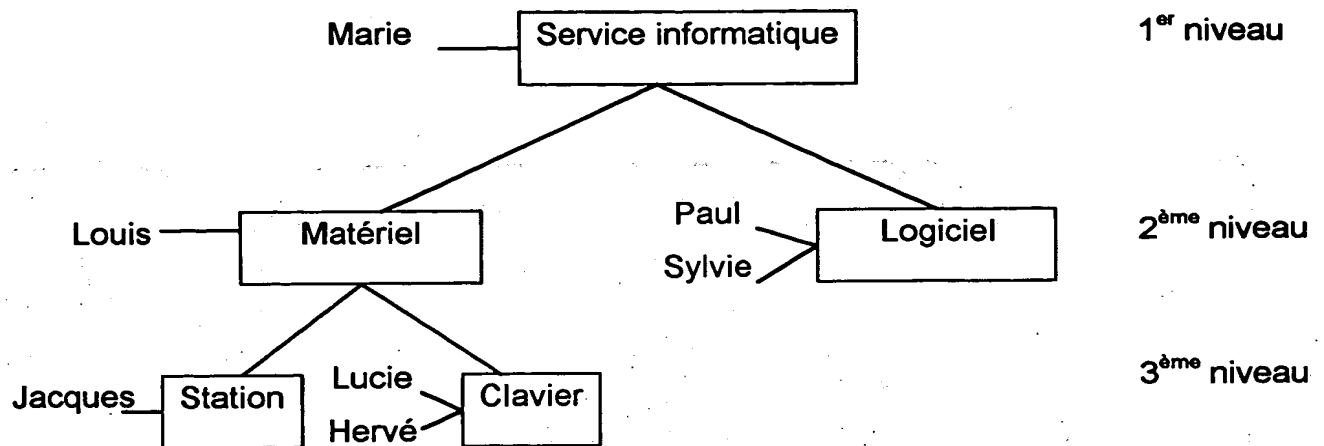 Marie Service informatique 1er niveau
Louis Matériel Paul Sylvie Logiciel 2ème niveau
Jacques Station Lucie Hervé Clavier 3ème niveau